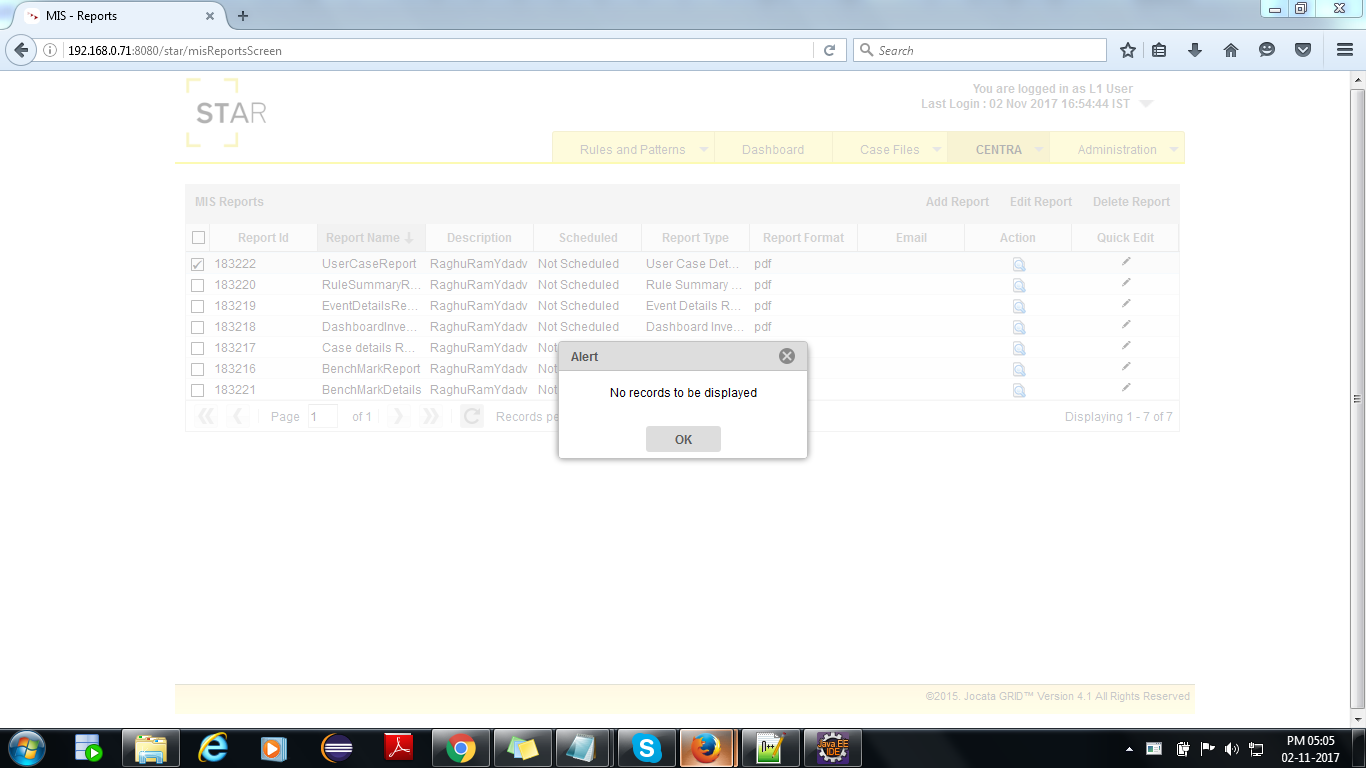 MIS - Reports
192.168.0.71:8080/star/misReportsScreen
Search
STAR
You are logged in as L1 User
Last Login : 02 Nov 2017 16:54:44 IST
Rules and Patterns Dashboard Case Files CENTRA Administration
MIS Reports Add Report Edit Report Delete Report
Report Id Report Name Description Scheduled Report Type Report Format Email Action Quick Edit
183222 UserCaseReport RaghuRamYdadv Not Scheduled User Case Det... pdf
183220 RuleSummaryR... RaghuRamYdadv Not Scheduled Rule Summary ... pdf
183219 EventDetailsRe... RaghuRamYdadv Not Scheduled Event Details R... pdf
183218 DashboardInve... RaghuRamYdadv Not Scheduled Dashboard Inve... pdf
183217 Case details R... RaghuRamYdadv Not
183216 BenchMarkReport RaghuRamYdadv Not
183221 BenchMarkDetails RaghuRamYdadv Not
Page 1 of 1 Records pe Displaying 1 - 7 of 7
Alert
No records to be displayed
OK
©2015. Jocata GRID™ Version 4.1 All Rights Reserved
Java EE
IDE
PM 05:05
02-11-2017